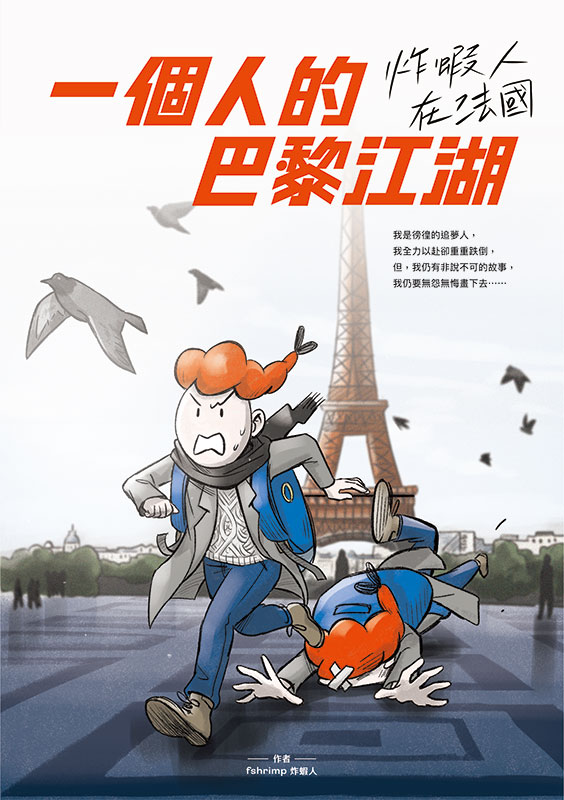 一個人的
巴黎江湖
炸蝦人
在法國
我是徬徨的追夢人，
我全力以赴卻重重跌倒，
但，我仍有非說不可的故事，
我仍要無怨無悔畫下去……
作者
fshrimp 炸蝦人